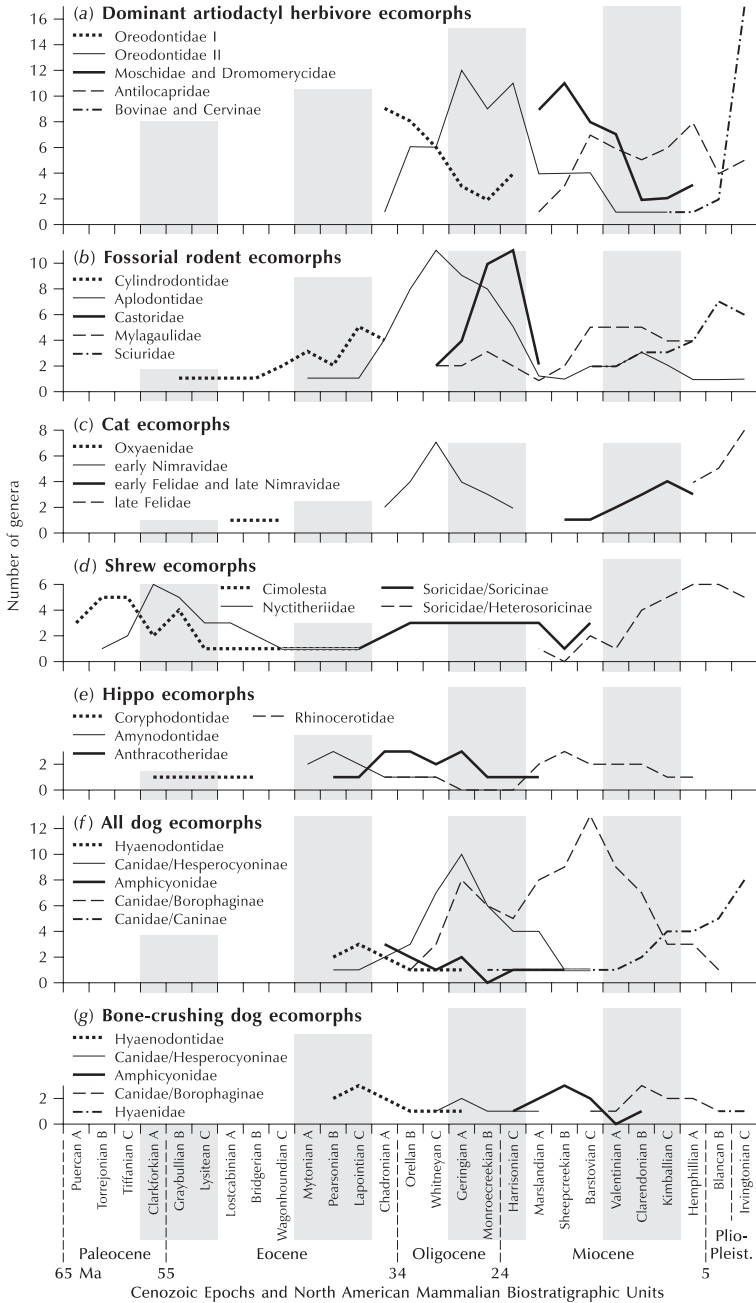 (a) Dominant artiodactyl herbivore ecomorphs
16
14
12
10
8
6
4
2
0
Oreodontidae I
Oreodontidae II
Moschidae and Dromomerycidae
Antilocapridae
Bovinae and Cervinae
(b) Fossorial rodent ecomorphs
10
8
6
4
2
0
Cylindrodontidae
Aplodontidae
Castoridae
Mylagaulidae
Sciuridae
(c) Cat ecomorphs
8
6
4
2
0
Oxyaenidae
early Nimravidae
early Felidae and late Nimravidae
late Felidae
Number of genera
(d) Shrew ecomorphs
6
4
2
0
Cimolesta
Nyctitheriidae
Soricidae/Soricinae
Soricidae/Heterosoricinae
(e) Hippo ecomorphs
2
0
Coryphodontidae
Rhinocerotidae
Amynodontidae
Anthracotheridae
(f) All dog ecomorphs
12
10
8
6
4
2
0
Hyaenodontidae
Canidae/Hesperocyoninae
Amphicyonidae
Canidae/Borophaginae
Canidae/Caninae
(g) Bone-crushing dog ecomorphs
2
0
Hyaenodontidae
Canidae/Hesperocyoninae
Amphicyonidae
Canidae/Borophaginae
Hyaenidae
Puercan A
Torrejonian B
Tiffanian C
Clarkforkian A
Graybullian B
Lysitean C
Lostcabinian A
Bridgerian B
Wagonhoundian C
Mytonian A
Pearsonian B
Lapointian C
Chadronian A
Orellan B
Whitneyan C
Geringian A
Monroecreekian B
Harrisonian C
Marslandian A
Sheepcreekian B
Barstovian C
Valentinian A
Clarendonian B
Kimballian C
Hemphillian A
Blancan B
Irvingtonian C
Paleocene
Eocene
Oligocene
Miocene
Plio-
Pleist.
65 Ma
55
34
24
5
Cenozoic Epochs and North American Mammalian Biostratigraphic Units